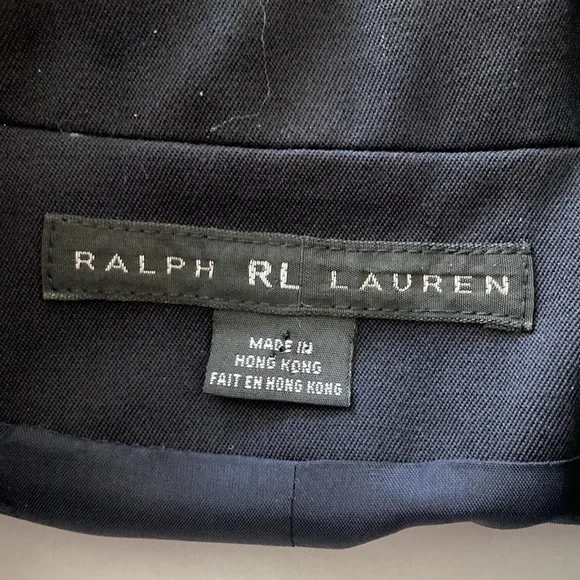 RALPH RL LAUREN
MADE IN
HONG KONG
FAIT EN HONG KONG